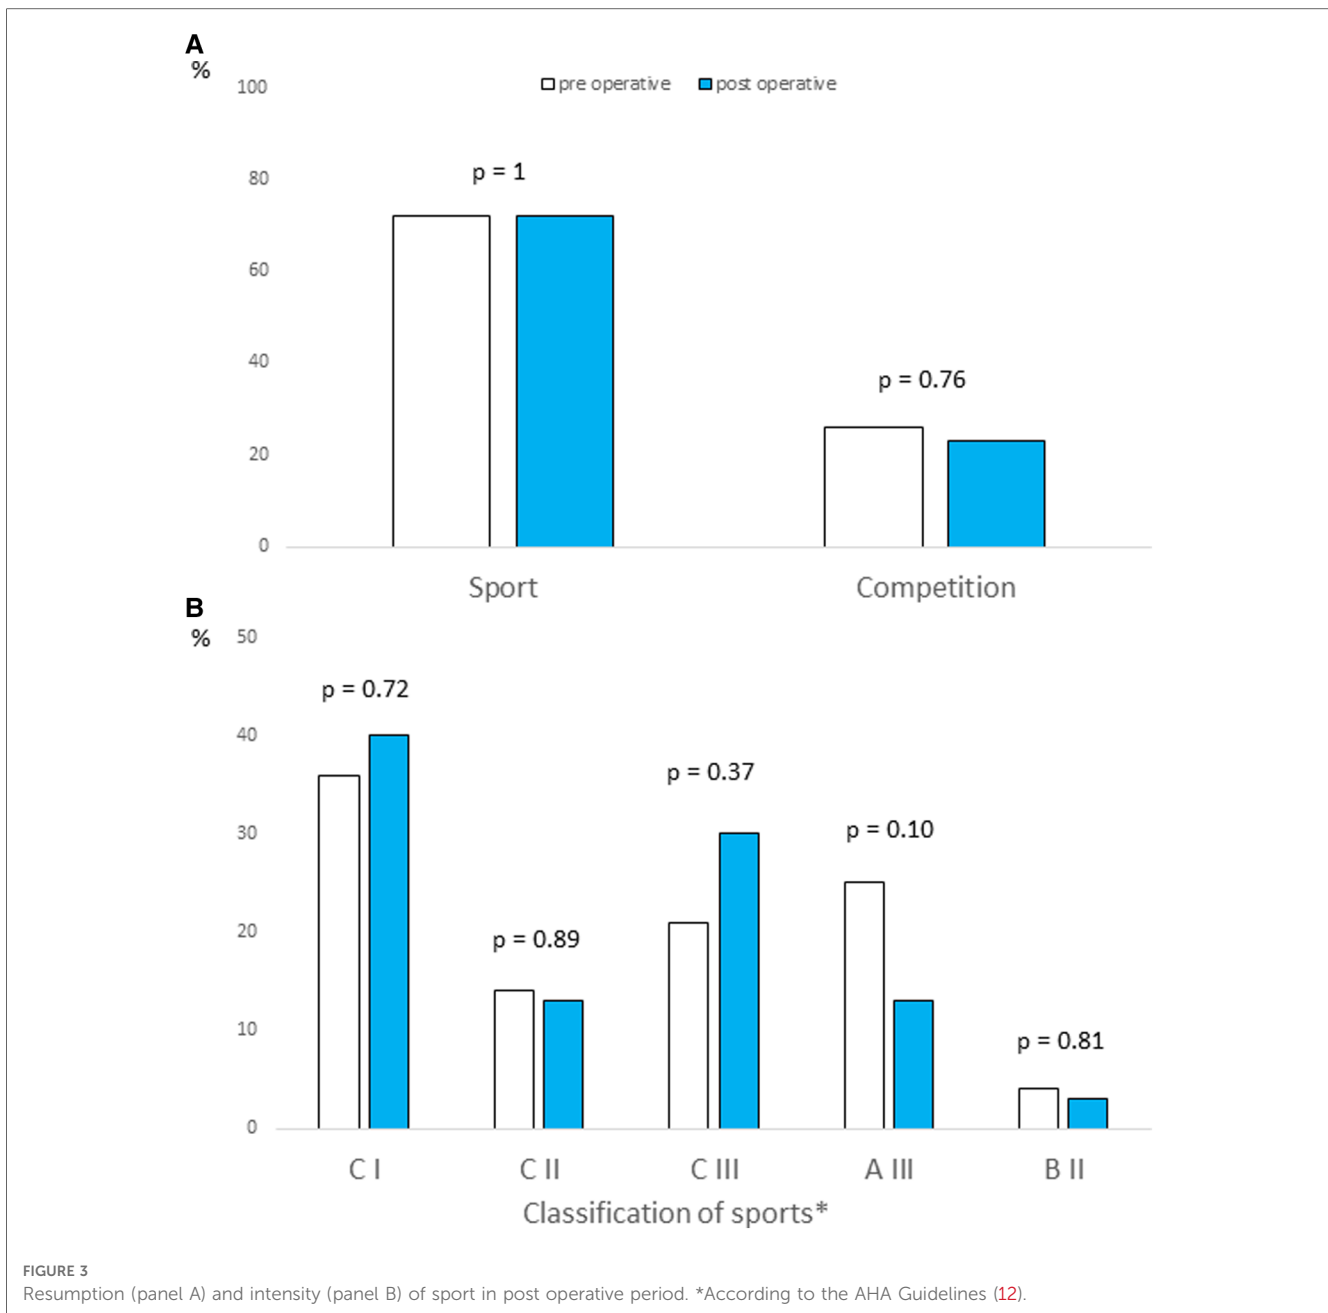 A
%
100
pre operative post operative
80
p = 1
60
40
p = 0.76
20
0
Sport Competition
B
% 50
p = 0.72
40
p = 0.37
30
p = 0.10
20
p = 0.89
10
p = 0.81
0
C I C II C III A III B II
Classification of sports*
FIGURE 3
Resumption (panel A) and intensity (panel B) of sport in post operative period. *According to the AHA Guidelines (12).